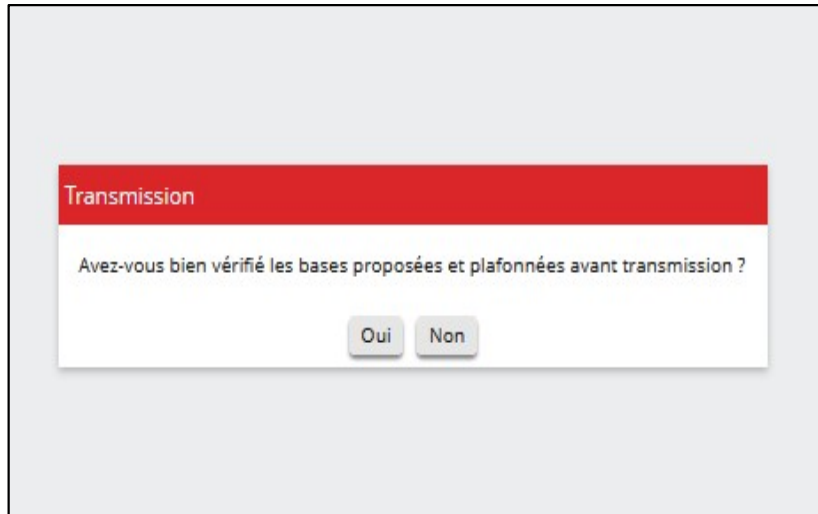 Transmission
Avez-vous bien vérifié les bases proposées et plafonnées avant transmission ?
Oui Non